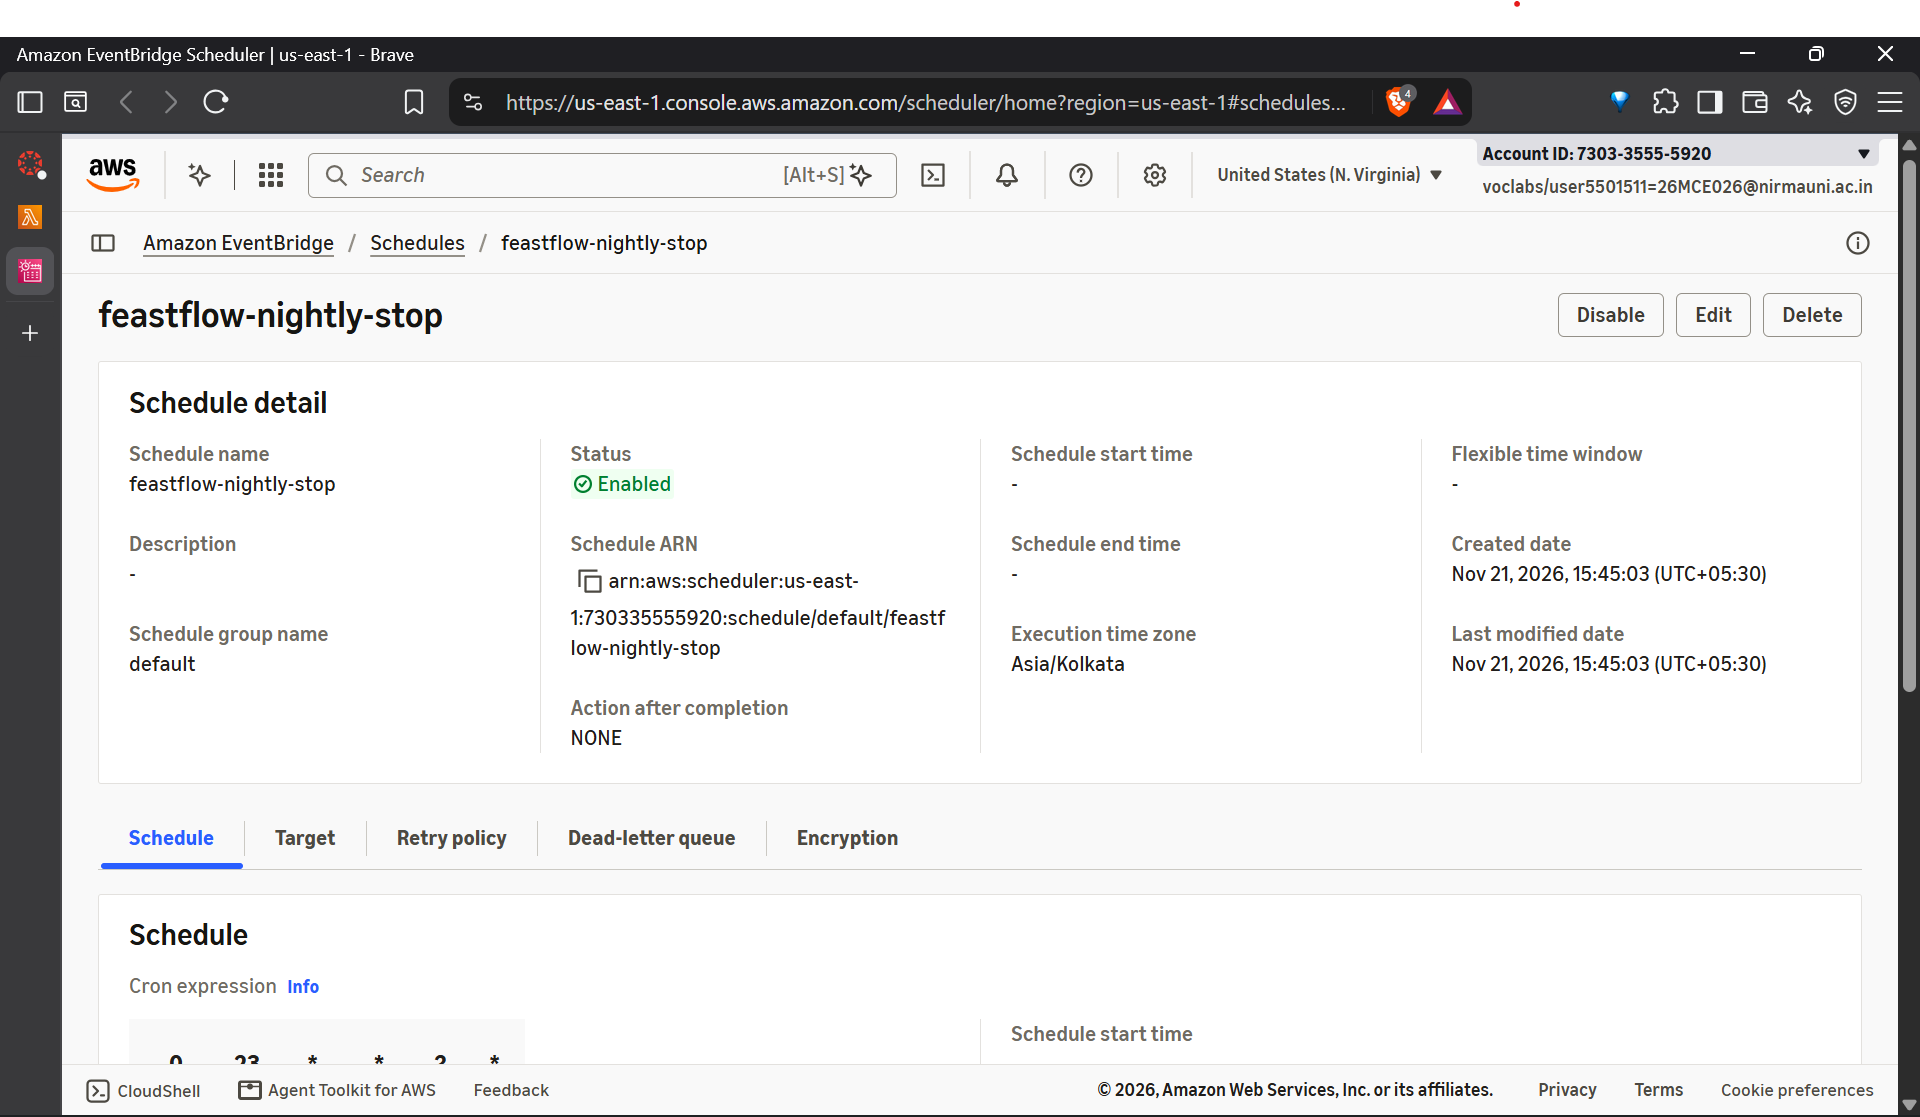 Amazon EventBridge Scheduler | us-east-1 - Brave
https://us-east-1.console.aws.amazon.com/scheduler/home?region=us-east-1#schedules...
4
aws
Search [Alt+S]
United States (N. Virginia)
Account ID: 7303-3555-5920
voclabs/user5501511=26MCE026@nirmauni.ac.in
Amazon EventBridge / Schedules / feastflow-nightly-stop
feastflow-nightly-stop
Disable
Edit
Delete
Schedule detail
Schedule name
feastflow-nightly-stop
Description
-
Schedule group name
default
Status
Enabled
Schedule ARN
arn:aws:scheduler:us-east-
1:730335555920:schedule/default/feastf
low-nightly-stop
Action after completion
NONE
Schedule start time
-
Schedule end time
-
Execution time zone
Asia/Kolkata
Flexible time window
-
Created date
Nov 21, 2026, 15:45:03 (UTC+05:30)
Last modified date
Nov 21, 2026, 15:45:03 (UTC+05:30)
Schedule
Target
Retry policy
Dead-letter queue
Encryption
Schedule
Cron expression Info
0 23 * * ? *
Schedule start time
CloudShell
Agent Toolkit for AWS
Feedback
© 2026, Amazon Web Services, Inc. or its affiliates.
Privacy
Terms
Cookie preferences